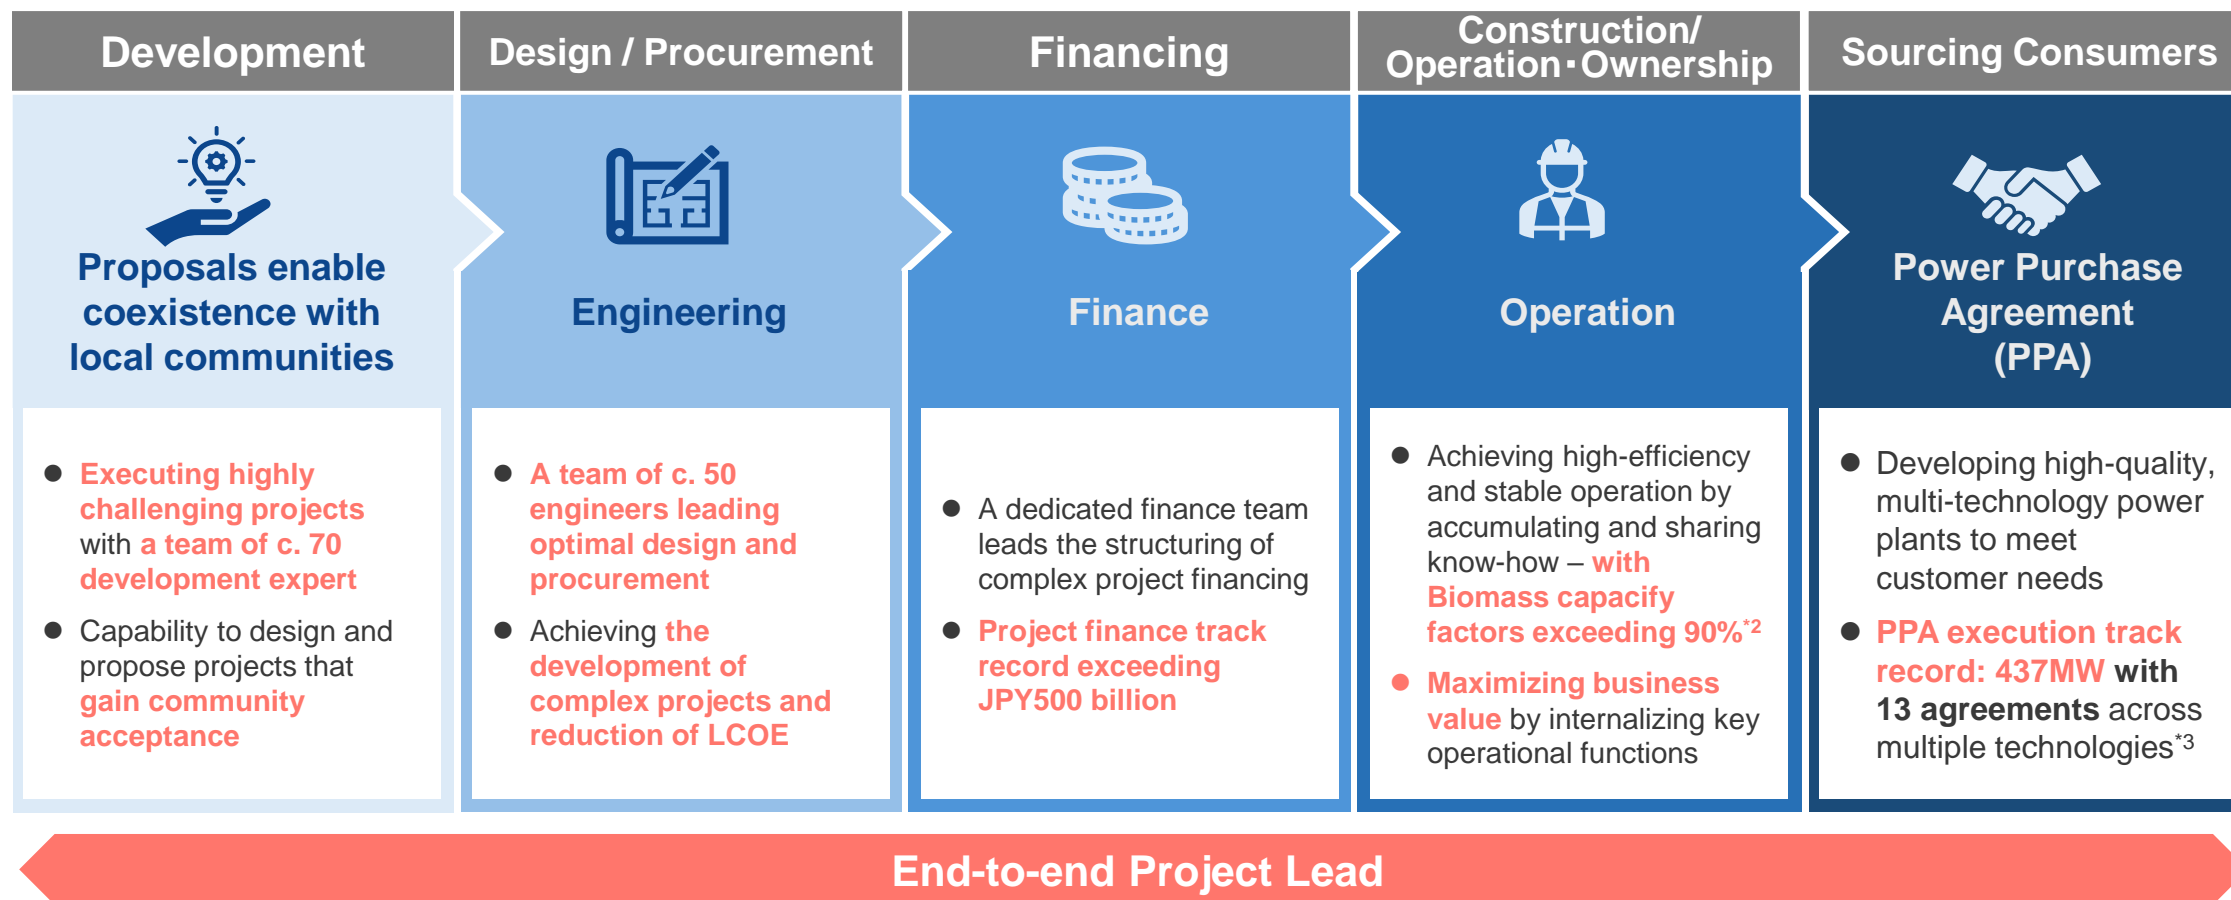 Development
Design / Procurement
Financing
Construction/
Operation・Ownership
Sourcing Consumers
Proposals enable
coexistence with
local communities
Engineering
Finance
Operation
Power Purchase
Agreement
(PPA)
● Executing highly
challenging projects
with a team of c. 70
development expert
● Capability to design and
propose projects that
gain community
acceptance
● A team of c. 50
engineers leading
optimal design and
procurement
● Achieving the
development of
complex projects and
reduction of LCOE
● A dedicated finance team
leads the structuring of
complex project financing
● Project finance track
record exceeding
JPY500 billion
● Achieving high-efficiency
and stable operation by
accumulating and sharing
know-how – with
Biomass capacify
factors exceeding 90%*2
● Maximizing business
value by internalizing key
operational functions
● Developing high-quality,
multi-technology power
plants to meet
customer needs
● PPA execution track
record: 437MW with
13 agreements across
multiple technologies*3
End-to-end Project Lead